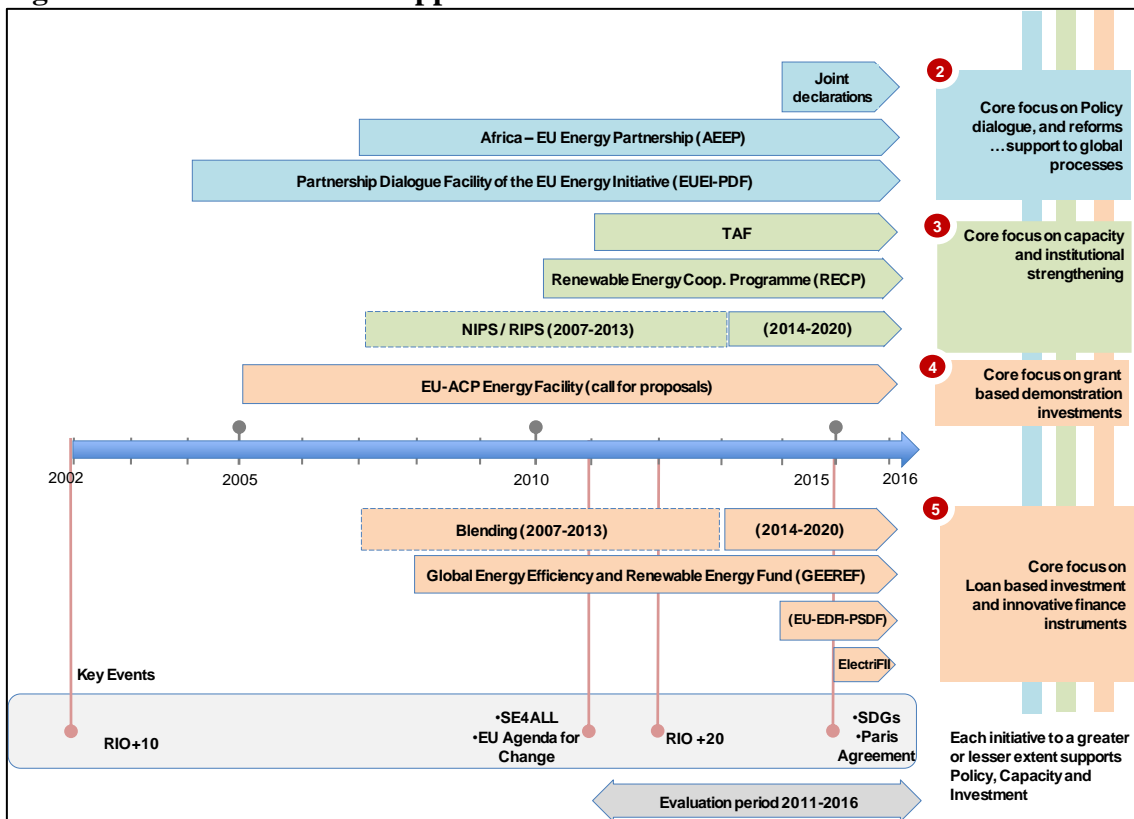 Joint
declarations
Africa – EU Energy Partnership (AEEP)
Partnership Dialogue Facility of the EU Energy Initiative (EUEI-PDF)
TAF
Renewable Energy Coop. Programme (RECP)
NIPS / RIPS (2007-2013)
(2014-2020)
EU-ACP Energy Facility (call for proposals)
2
Core focus on Policy
dialogue, and reforms
…support to global
processes
3
Core focus on capacity
and institutional
strengthening
4
Core focus on grant
based demonstration
investments
2002
2005
2010
2015
2016
Blending (2007-2013)
(2014-2020)
Global Energy Efficiency and Renewable Energy Fund (GEEREF)
(EU-EDFI-PSDF)
ElectriFII
5
Core focus on
Loan based investment
and innovative finance
instruments
Key Events
RIO+10
•SE4ALL
•EU Agenda for
Change
RIO +20
•SDGs
•Paris
Agreement
Each initiative to a greater
or lesser extent supports
Policy, Capacity and
Investment
Evaluation period 2011-2016